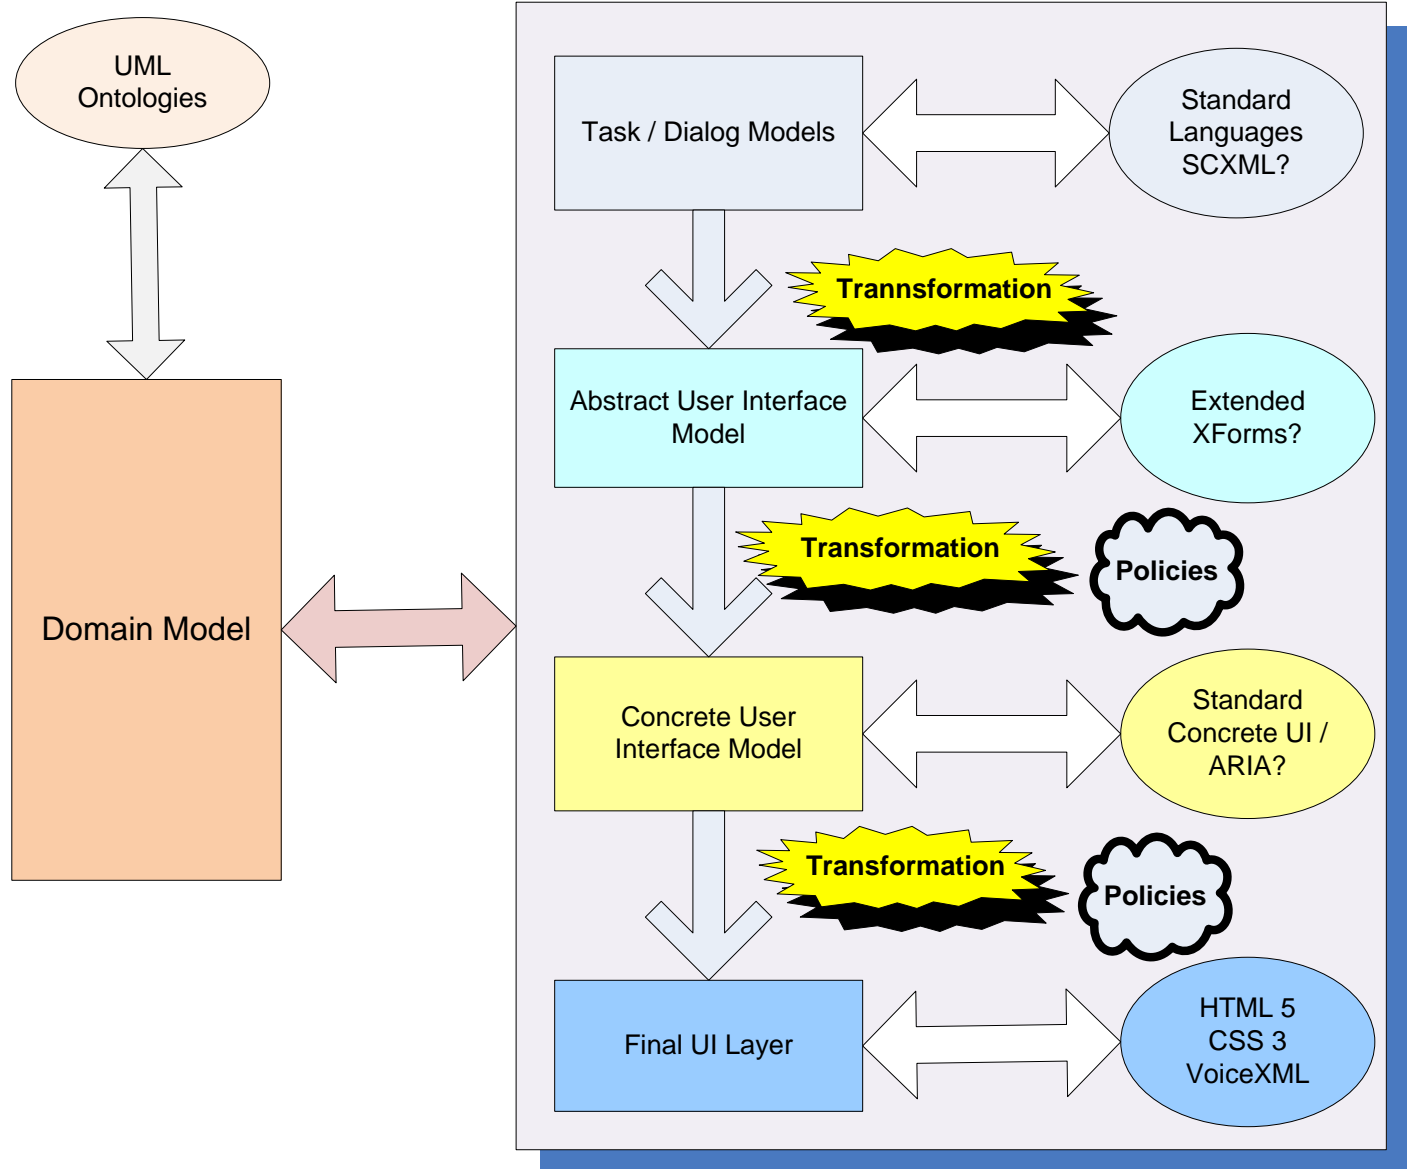 UML
Ontologies
Domain Model
Task / Dialog Models
Standard
Languages
SCXML?
Trannsformation
Abstract User Interface
Model
Extended
XForms?
Transformation
Policies
Concrete User
Interface Model
Standard
Concrete UI /
ARIA?
Transformation
Policies
Final UI Layer
HTML 5
CSS 3
VoiceXML